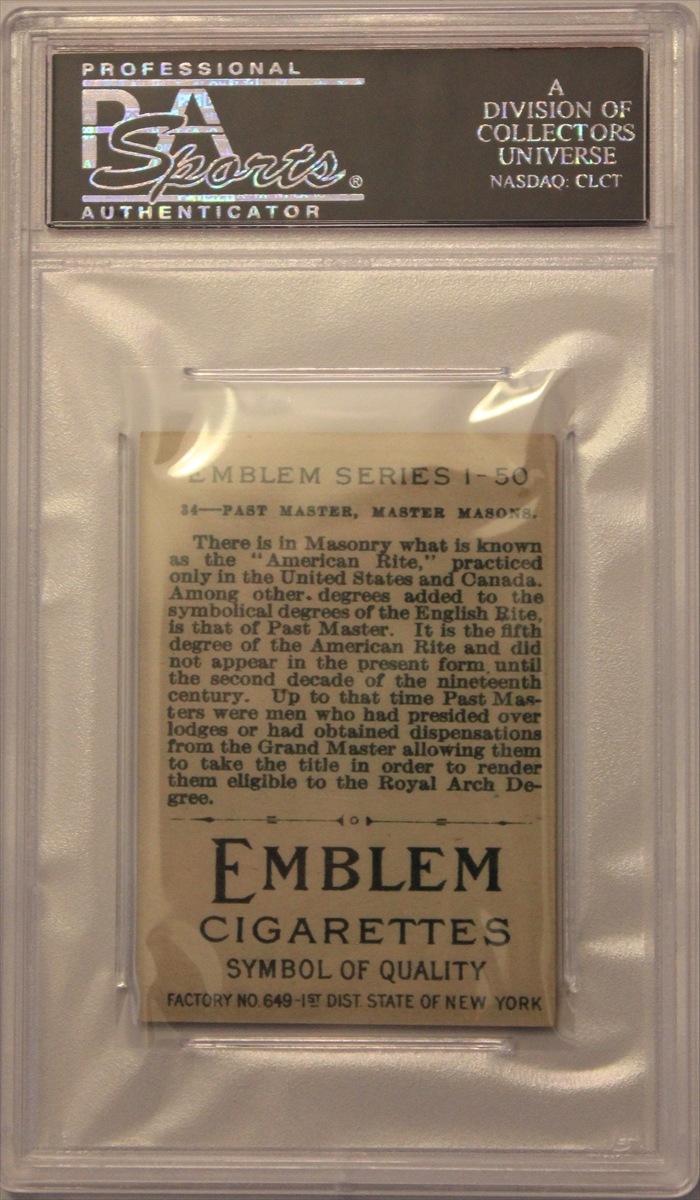 PROFESSIONAL
PSA
Sports®
AUTHENTICATOR
A
DIVISION OF
COLLECTORS
UNIVERSE
NASDAQ: CLCT
EMBLEM SERIES 1-50
34—PAST MASTER, MASTER MASONS.
There is in Masonry what is known
as the "American Rite," practiced
only in the United States and Canada.
Among other. degrees added to the
symbolical degrees of the English Rite,
is that of Past Master. It is the fifth
degree of the American Rite and did
not appear in the present form until
the second decade of the nineteenth
century. Up to that time Past Mas-
ters were men who had presided over
lodges or had obtained dispensations
from the Grand Master allowing them
to take the title in order to render
them eligible to the Royal Arch De-
gree.
EMBLEM
CIGARETTES
SYMBOL OF QUALITY
FACTORY NO. 649-1ST DIST. STATE OF NEW YORK